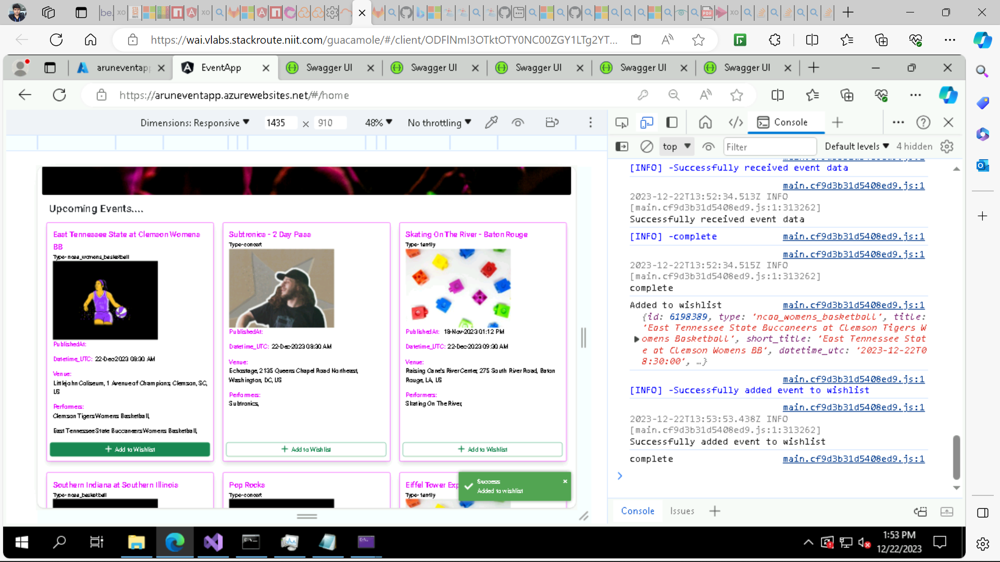 be.
xo
xo
PDF
xo
https://wai.vlabs.stackroute.niit.com/guacamole/#/client/ODFlNmI3OTktOTY0NC00ZGY1LTg2YT...
aruneventapp
EventApp
Swagger UI
Swagger UI
Swagger UI
Swagger UI
Swagger UI
https://aruneventapp.azurewebsites.net/#/home
Dimensions: Responsive
1435
×
910
48%
No throttling
Console
top
Filter
Default levels
4 hidden
Upcoming Events....
East Tennessee State at Clemson Womens
BB
Type- ncaa_womens_basketball
PublishedAt:
Datetime_UTC: 22-Dec-2023 08:30 AM
Venue:
Littlejohn Coliseum, 1 Avenue of Champions, Clemson, SC,
US
Performers:
Clemson Tigers Womens Basketball,
East Tennessee State Buccaneers Womens Basketball,
+ Add to Wishlist
Subtronics - 2 Day Pass
Type-concert
PublishedAt:
Datetime_UTC: 22-Dec-2023 08:30 AM
Venue:
Echostage, 2135 Queens Chapel Road Northeast,
Washington, DC, US
Performers:
Subtronics,
+ Add to Wishlist
Skating On The River - Baton Rouge
Type- family
PublishedAt: 18-Nov-2023 01:12 PM
Datetime_UTC: 22-Dec-2023 09:30 AM
Venue:
Raising Cane's River Center, 275 South River Road, Baton
Rouge, LA, US
Performers:
Skating On The River,
+ Add to Wishlist
Southern Indiana at Southern Illinois
Type- ncaa_basketball
Pop Rocks
Type-concert
Eiffel Tower Exp
Type- family
Success
Added to wishlist
[INFO] -Successfully received event data
main.cf9d3b31d5408ed9.js:1
2023-12-22T13:52:34.513Z INFO
[main.cf9d3b31d5408ed9.js:1:313262]
Successfully received event data
[INFO] -complete main.cf9d3b31d5408ed9.js:1
main.cf9d3b31d5408ed9.js:1
2023-12-22T13:52:34.515Z INFO
[main.cf9d3b31d5408ed9.js:1:313262]
complete
Added to wishlist main.cf9d3b31d5408ed9.js:1
{id: 6198389, type: 'ncaa_womens_basketball', title:
'East Tennessee State Buccaneers at Clemson Tigers W
omens Basketball', short_title: 'East Tennessee Stat
e at Clemson Womens BB', datetime_utc: '2023-12-22T0
8:30:00', …}
main.cf9d3b31d5408ed9.js:1
[INFO] -Successfully added event to wishlist
main.cf9d3b31d5408ed9.js:1
2023-12-22T13:53:53.438Z INFO
[main.cf9d3b31d5408ed9.js:1:313262]
Successfully added event to wishlist
complete main.cf9d3b31d5408ed9.js:1
Console
Issues
1:53 PM
12/22/2023